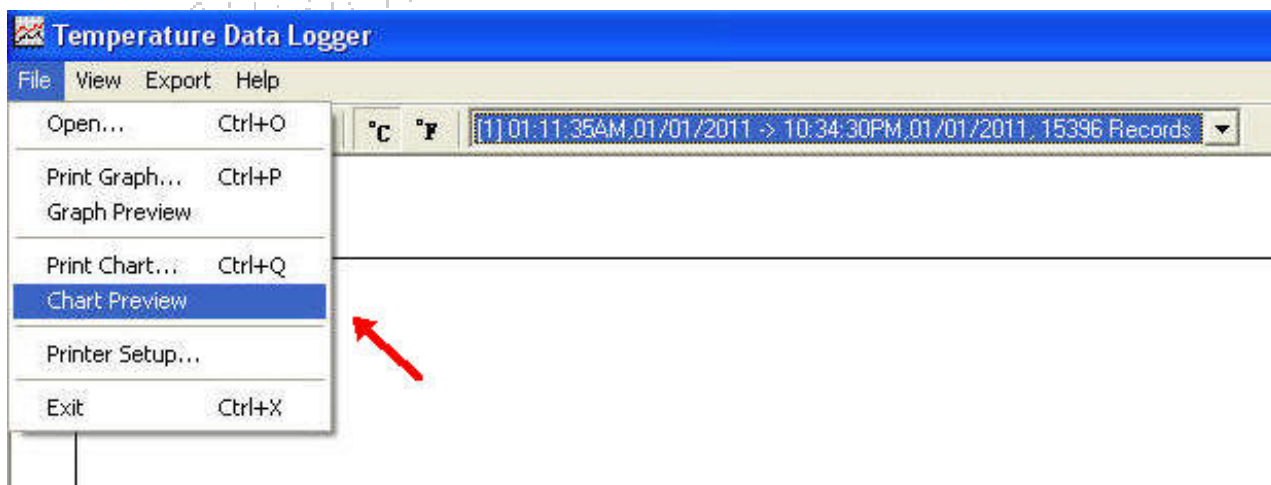 Temperature Data Logger
File View Export Help
Open... Ctrl+O
°C °F [1] 01:11:35AM,01/01/2011 -> 10:34:30PM,01/01/2011, 15396 Records
Print Graph... Ctrl+P
Graph Preview
Print Chart... Ctrl+Q
Chart Preview
Printer Setup...
Exit Ctrl+X